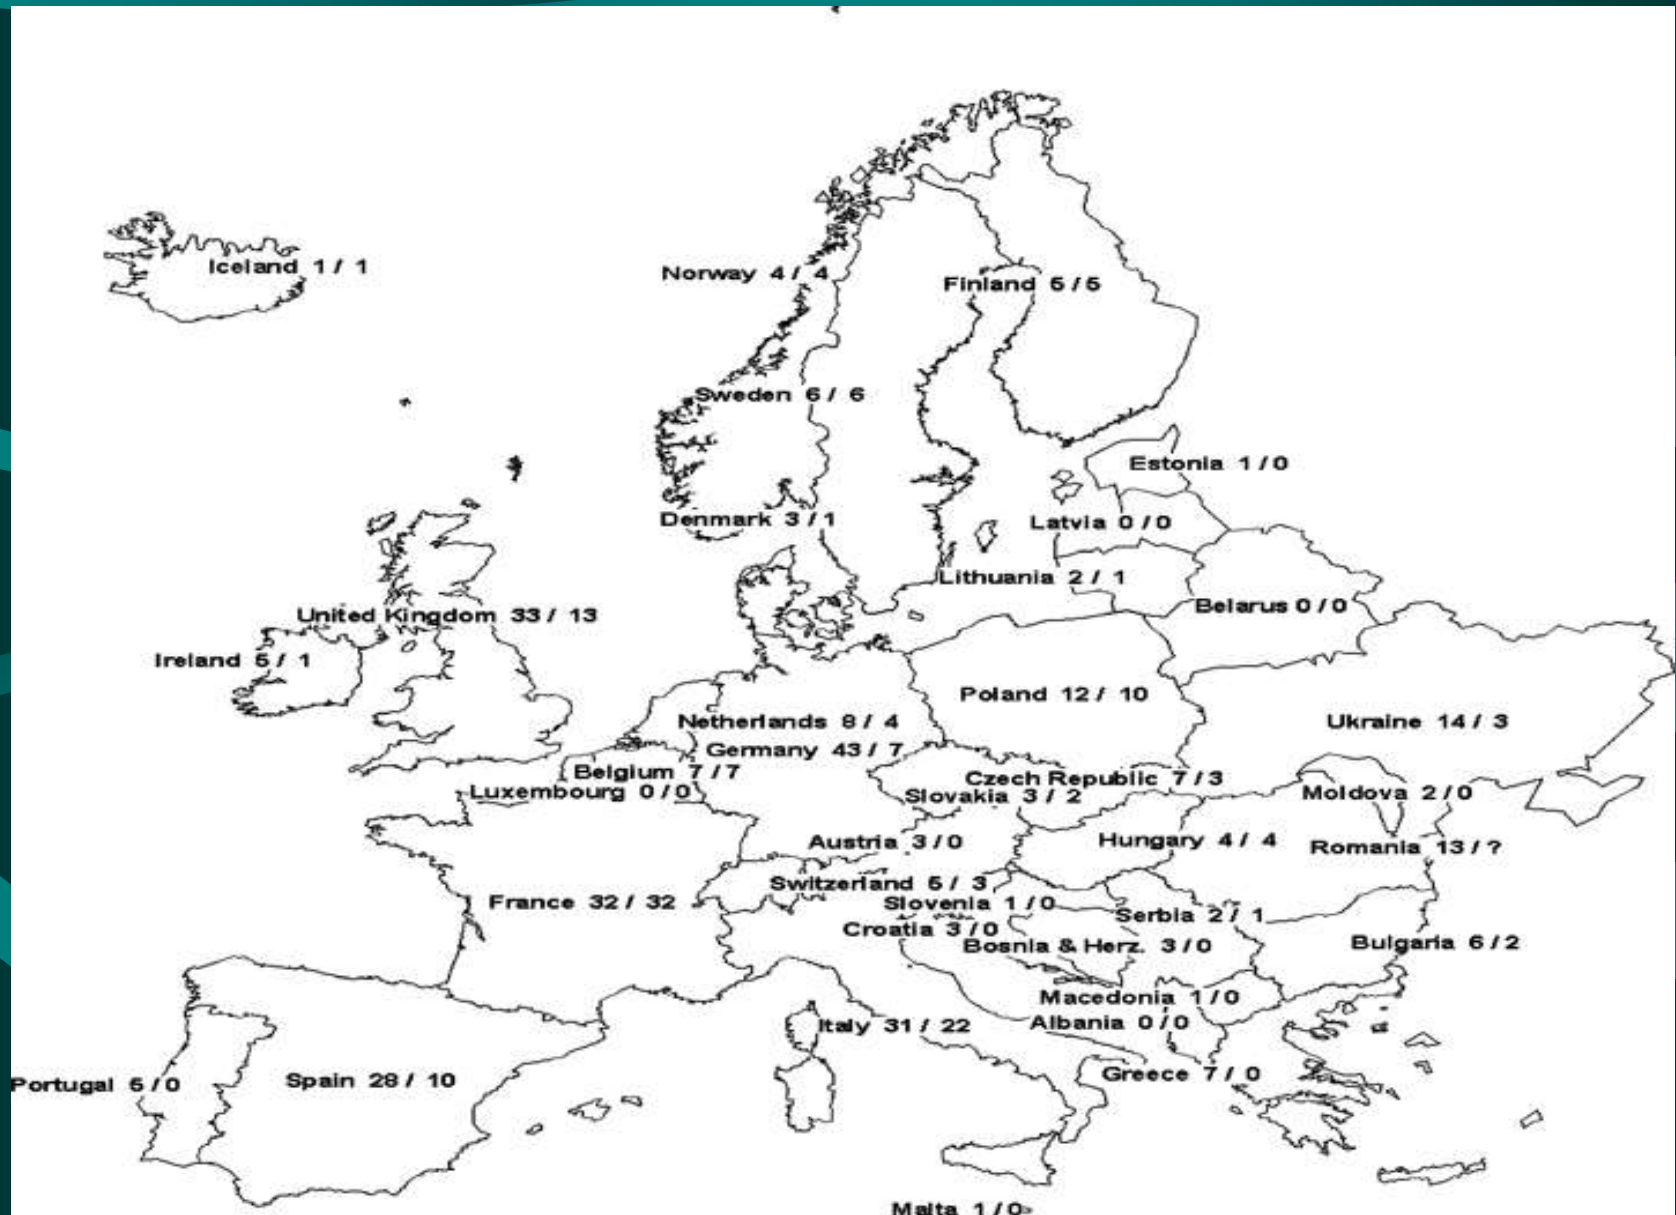 Iceland 1 / 1
Norway 4 / 4
Finland 5 / 5
Sweden 6 / 6
Estonia 1 / 0
Denmark 3 / 1
Latvia 0 / 0
Lithuania 2 / 1
Belarus 0 / 0
United Kingdom 33 / 13
Ireland 5 / 1
Poland 12 / 10
Netherlands 8 / 4
Ukraine 14 / 3
Germany 43 / 7
Belgium 7 / 7
Czech Republic 7 / 3
Luxembourg 0 / 0
Slovakia 3 / 2
Moldova 2 / 0
Austria 3 / 0
Hungary 4 / 4
Romania 13 / ?
Switzerland 5 / 3
France 32 / 32
Slovenia 1 / 0
Serbia 2 / 1
Croatia 3 / 0
Bosnia & Herz. 3 / 0
Bulgaria 6 / 2
Macedonia 1 / 0
Italy 31 / 22
Albania 0 / 0
Greece 7 / 0
Portugal 5 / 0
Spain 28 / 10
Malta 1 / 0